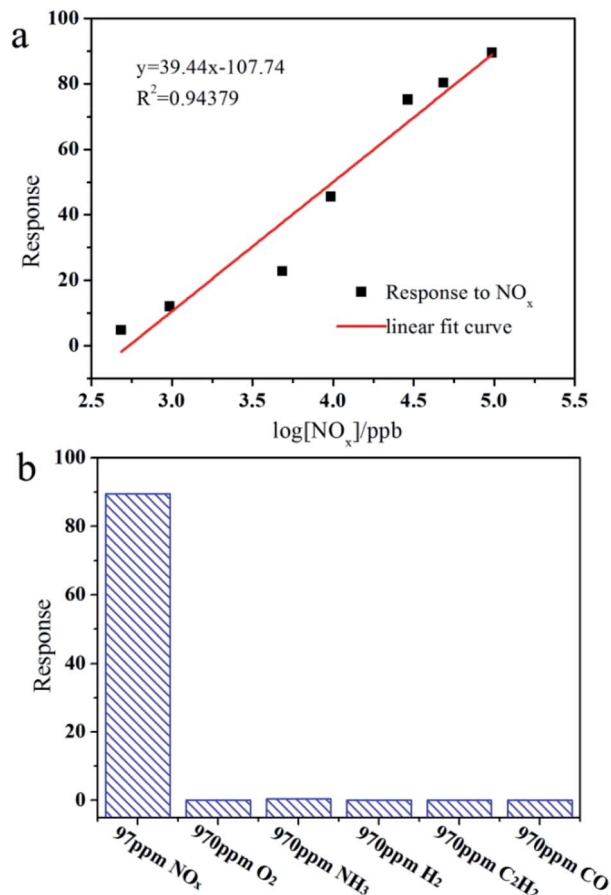 a
100
80
60
40
20
0
Response
y=39.44x-107.74
R²=0.94379
Response to NOₓ
linear fit curve
2.5 3.0 3.5 4.0 4.5 5.0 5.5
log[NOₓ]/ppb
b
100
80
60
40
20
0
Response
97ppm NOₓ
970ppm O₂
970ppm NH₃
970ppm H₂
970ppm C₂H₂
970ppm CO